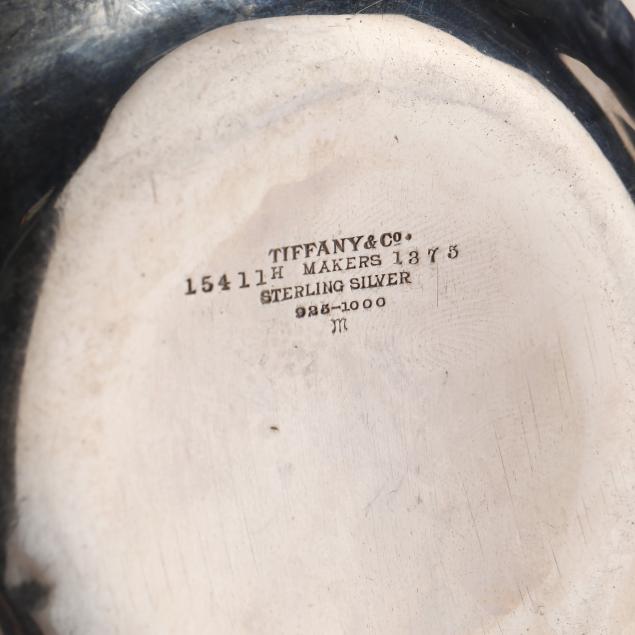 TIFFANY & Co.
15411H MAKERS 1375
STERLING SILVER
925-1000
M